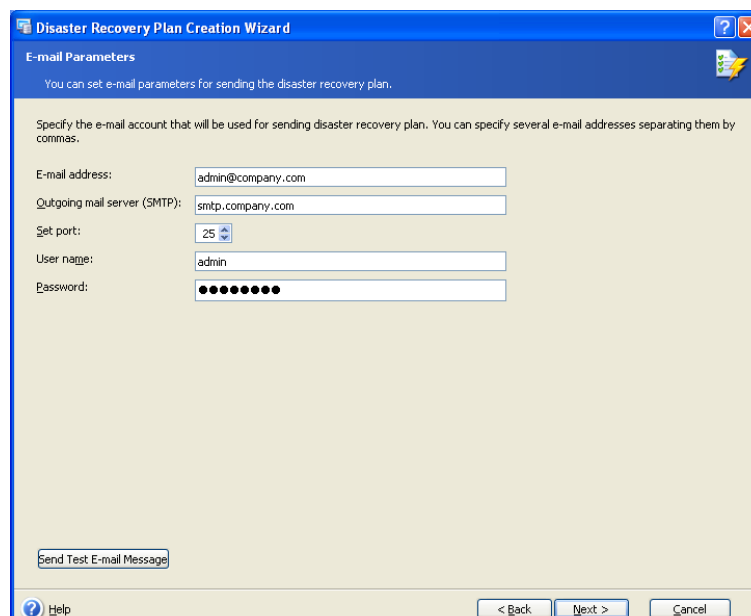 Disaster Recovery Plan Creation Wizard
E-mail Parameters
You can set e-mail parameters for sending the disaster recovery plan.
Specify the e-mail account that will be used for sending disaster recovery plan. You can specify several e-mail addresses separating them by
commas.
E-mail address: admin@company.com
Outgoing mail server (SMTP): smtp.company.com
Set port: 25
User name: admin
Password: ●●●●●●●●
Send Test E-mail Message
Help < Back Next > Cancel